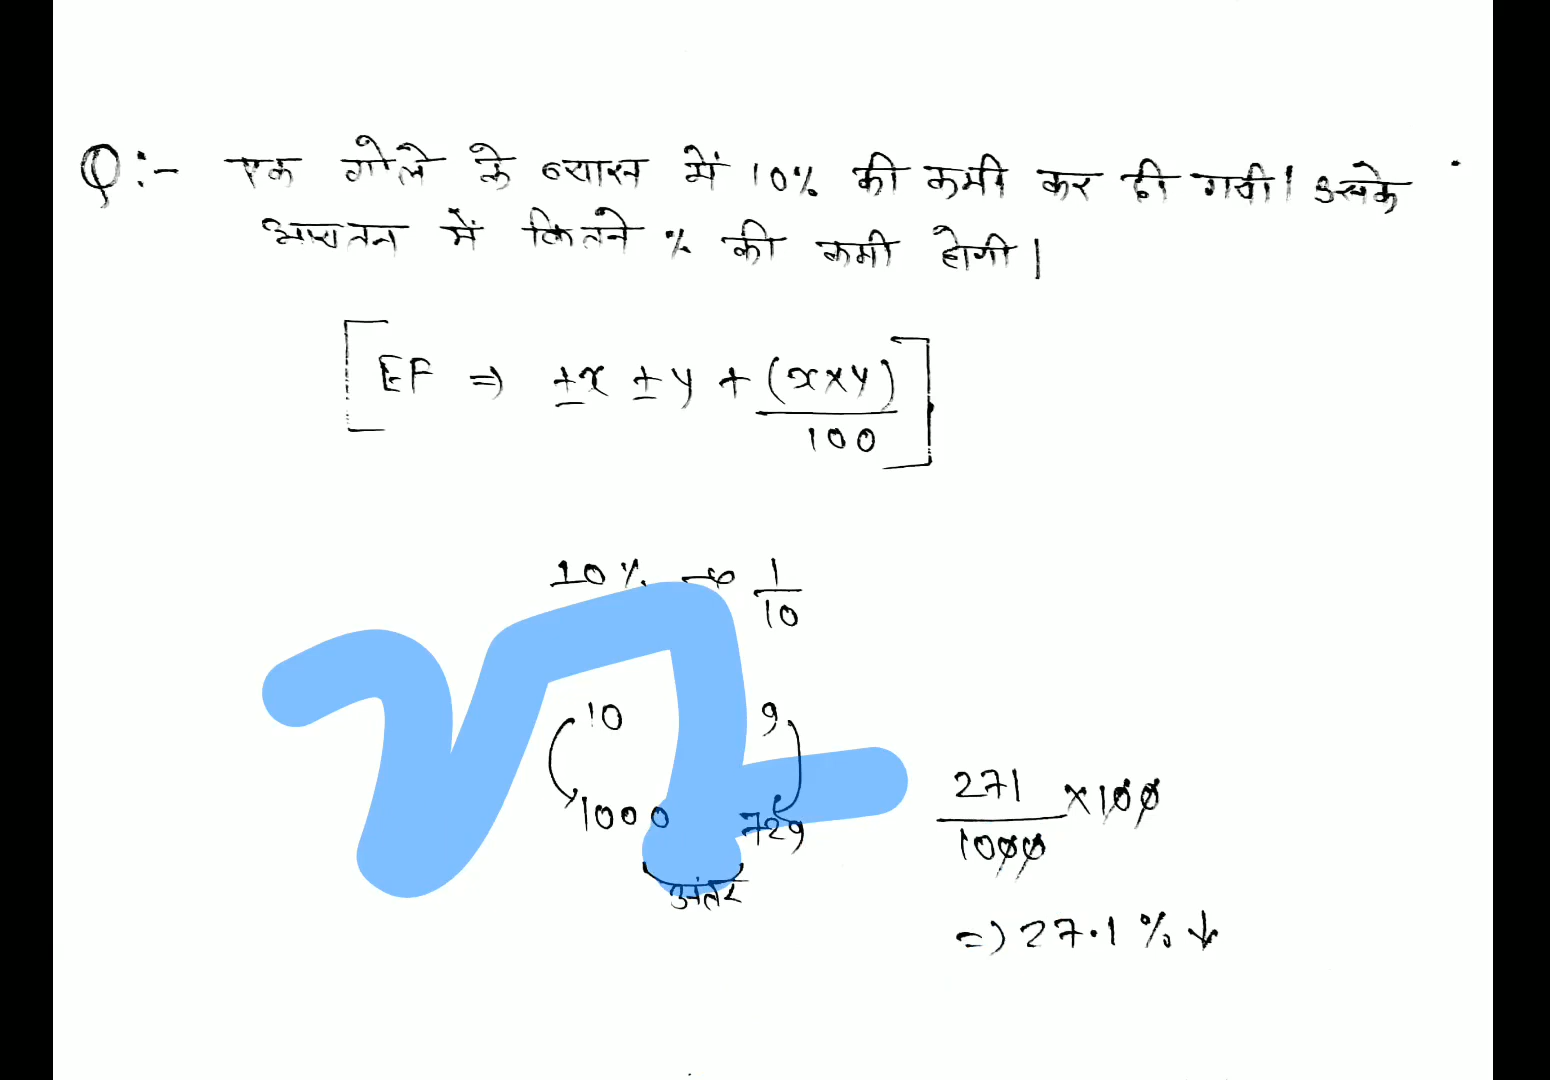 Q:- एक गोले के व्यास में 10% की कमी कर दी गयी। उसके
आयतन में कितने % की कमी होगी।
[EF ⇒ ±x ±y + (x×y)/100]
10% → 1/10
10 9
1000 729
अंतर
271/1000 ×100
=) 27.1 % ↓